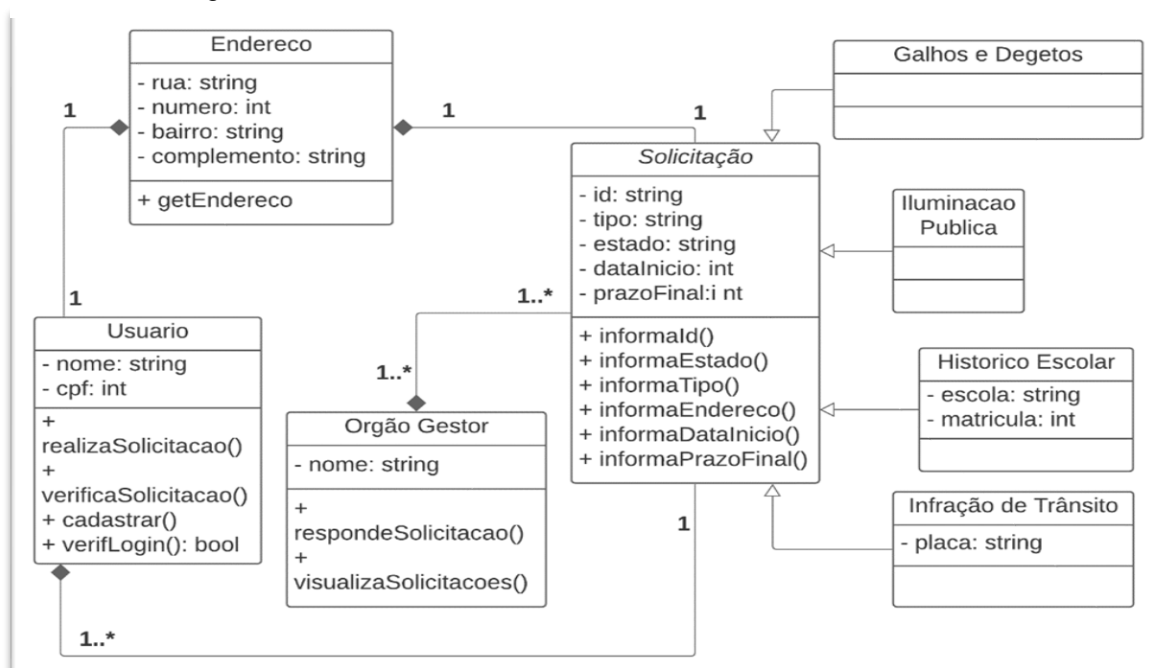 Endereco
- rua: string
- numero: int
- bairro: string
- complemento: string
+ getEndereco
1
1
1
1
Galhos e Degetos
Solicitação
- id: string
- tipo: string
- estado: string
- dataInicio: int
- prazoFinal:i nt
+ informaId()
+ informaEstado()
+ informaTipo()
+ informaEndereco()
+ informaDataInicio()
+ informaPrazoFinal()
Iluminacao
Publica
Usuario
- nome: string
- cpf: int
+
realizaSolicitacao()
+
verificaSolicitacao()
+ cadastrar()
+ verifLogin(): bool
1..*
1..*
Orgão Gestor
- nome: string
+
respondeSolicitacao()
+
visualizaSolicitacoes()
Historico Escolar
- escola: string
- matricula: int
Infração de Trânsito
- placa: string
1
1..*